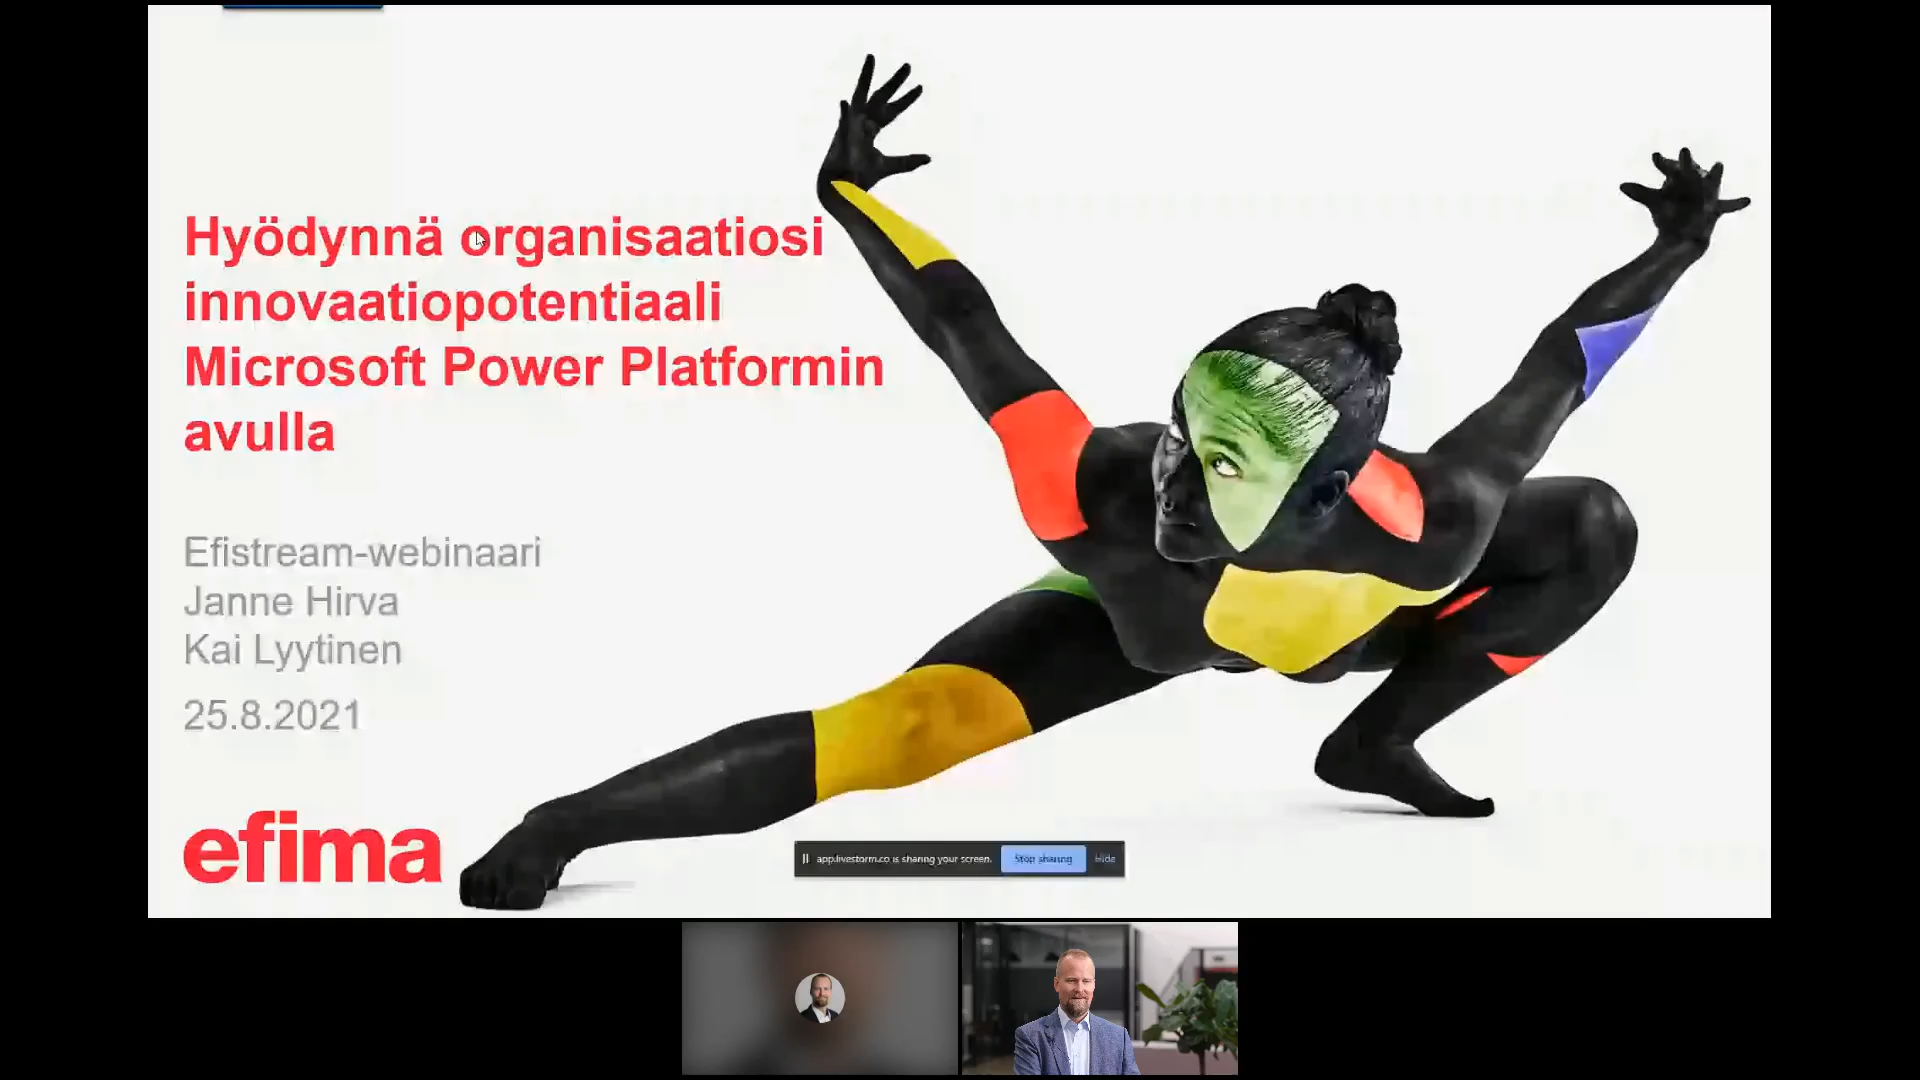 Hyödynnä organisaatiosi
innovaatiopotentiaali
Microsoft Power Platformin
avulla
Efistream-webinaari
Janne Hirva
Kai Lyytinen
25.8.2021
efima
app.livestorm.co is sharing your screen. Stop sharing Hide